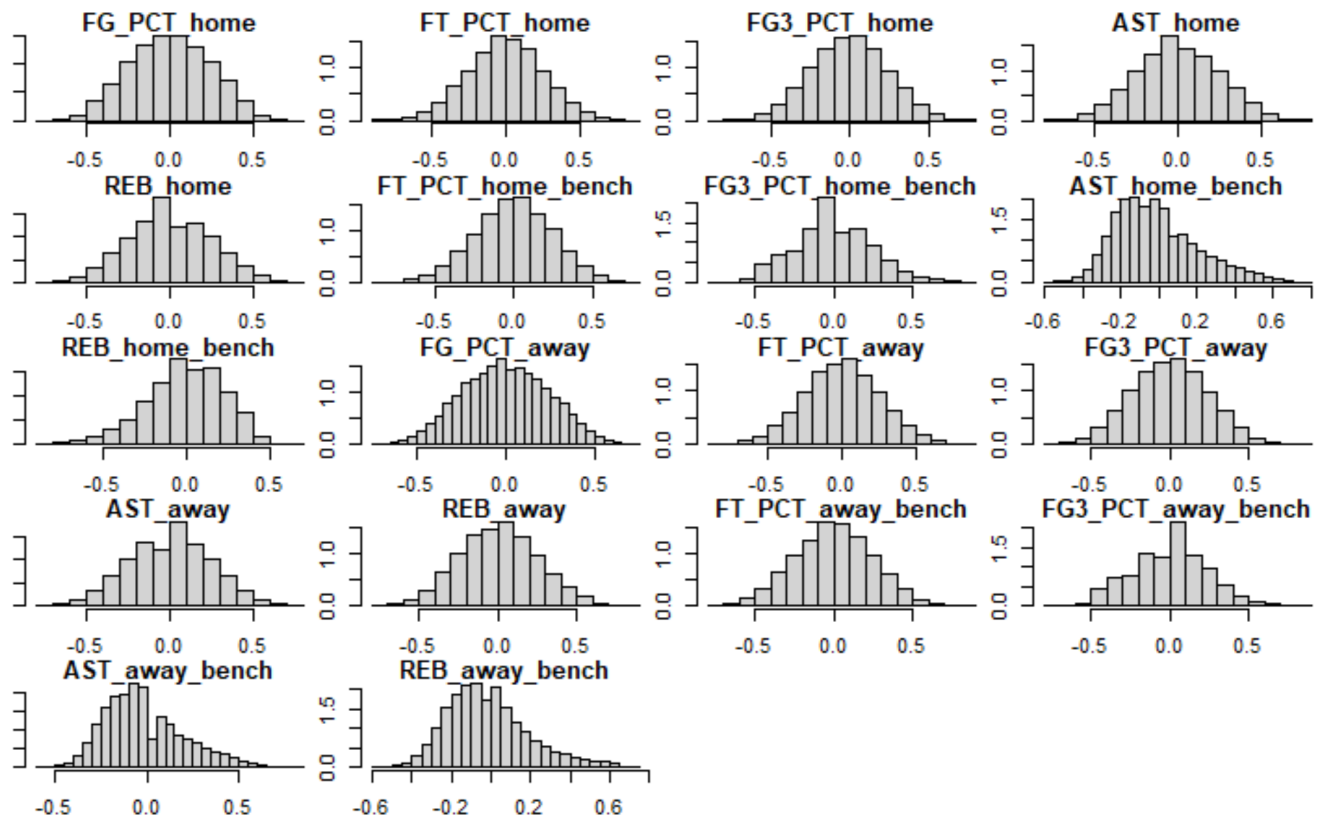 FG_PCT_home FT_PCT_home FG3_PCT_home AST_home
0.0 1.0 0.0 1.0 0.0 1.0
-0.5 0.0 0.5 -0.5 0.0 0.5 -0.5 0.0 0.5 -0.5 0.0 0.5
REB_home FT_PCT_home_bench FG3_PCT_home_bench AST_home_bench
0.0 1.0 0.0 1.5 0.0 1.5
-0.5 0.0 0.5 -0.5 0.0 0.5 -0.5 0.0 0.5 -0.6 -0.2 0.2 0.6
REB_home_bench FG_PCT_away FT_PCT_away FG3_PCT_away
0.0 1.0 0.0 1.0 0.0 1.0
-0.5 0.0 0.5 -0.5 0.0 0.5 -0.5 0.0 0.5 -0.5 0.0 0.5
AST_away REB_away FT_PCT_away_bench FG3_PCT_away_bench
0.0 1.0 0.0 1.0 0.0 1.5
-0.5 0.0 0.5 -0.5 0.0 0.5 -0.5 0.0 0.5 -0.5 0.0 0.5
AST_away_bench REB_away_bench
0.0 1.5
-0.5 0.0 0.5 -0.6 -0.2 0.2 0.6